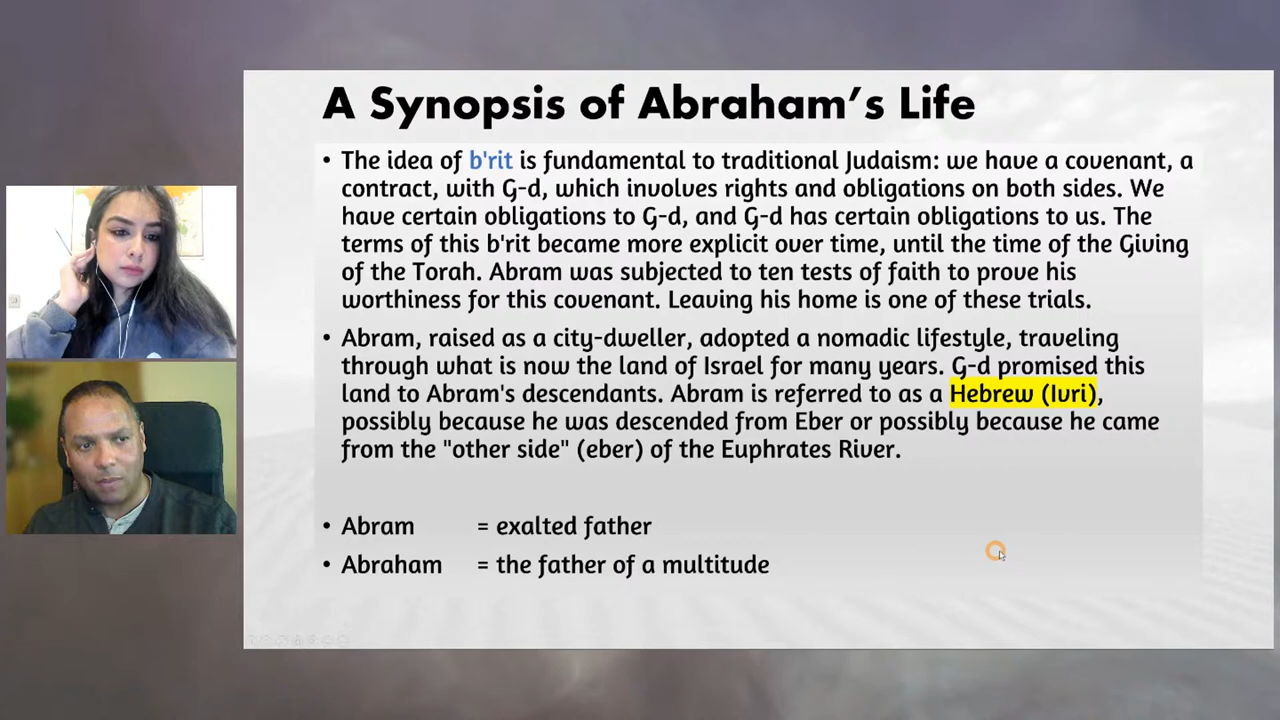 A Synopsis of Abraham's Life
• The idea of b'rit is fundamental to traditional Judaism: we have a covenant, a
contract, with G-d, which involves rights and obligations on both sides. We
have certain obligations to G-d, and G-d has certain obligations to us. The
terms of this b'rit became more explicit over time, until the time of the Giving
of the Torah. Abram was subjected to ten tests of faith to prove his
worthiness for this covenant. Leaving his home is one of these trials.
• Abram, raised as a city-dweller, adopted a nomadic lifestyle, traveling
through what is now the land of Israel for many years. G-d promised this
land to Abram's descendants. Abram is referred to as a Hebrew (Ivri),
possibly because he was descended from Eber or possibly because he came
from the "other side" (eber) of the Euphrates River.
• Abram = exalted father
• Abraham = the father of a multitude